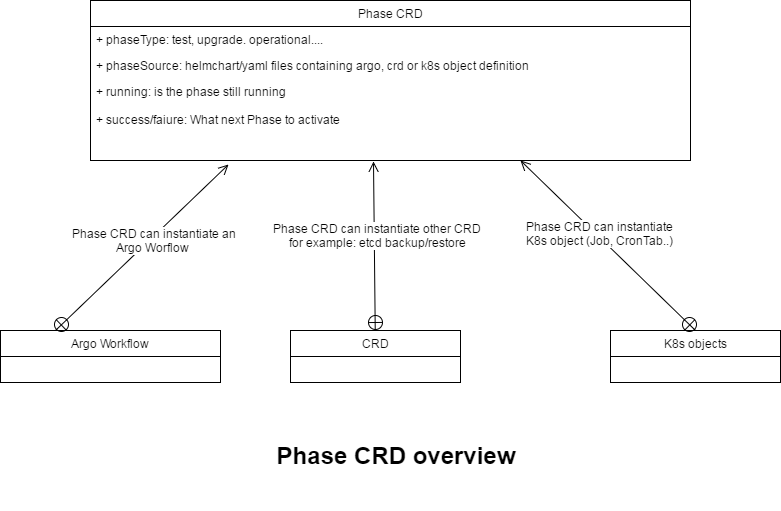 Phase CRD
+ phaseType: test, upgrade. operational....
+ phaseSource: helmchart/yaml files containing argo, crd or k8s object definition
+ running: is the phase still running
+ success/faiure: What next Phase to activate
Phase CRD can instantiate an
Argo Worflow
Phase CRD can instantiate other CRD
for example: etcd backup/restore
Phase CRD can instantiate
K8s object (Job, CronTab..)
Argo Workflow
CRD
K8s objects
Phase CRD overview